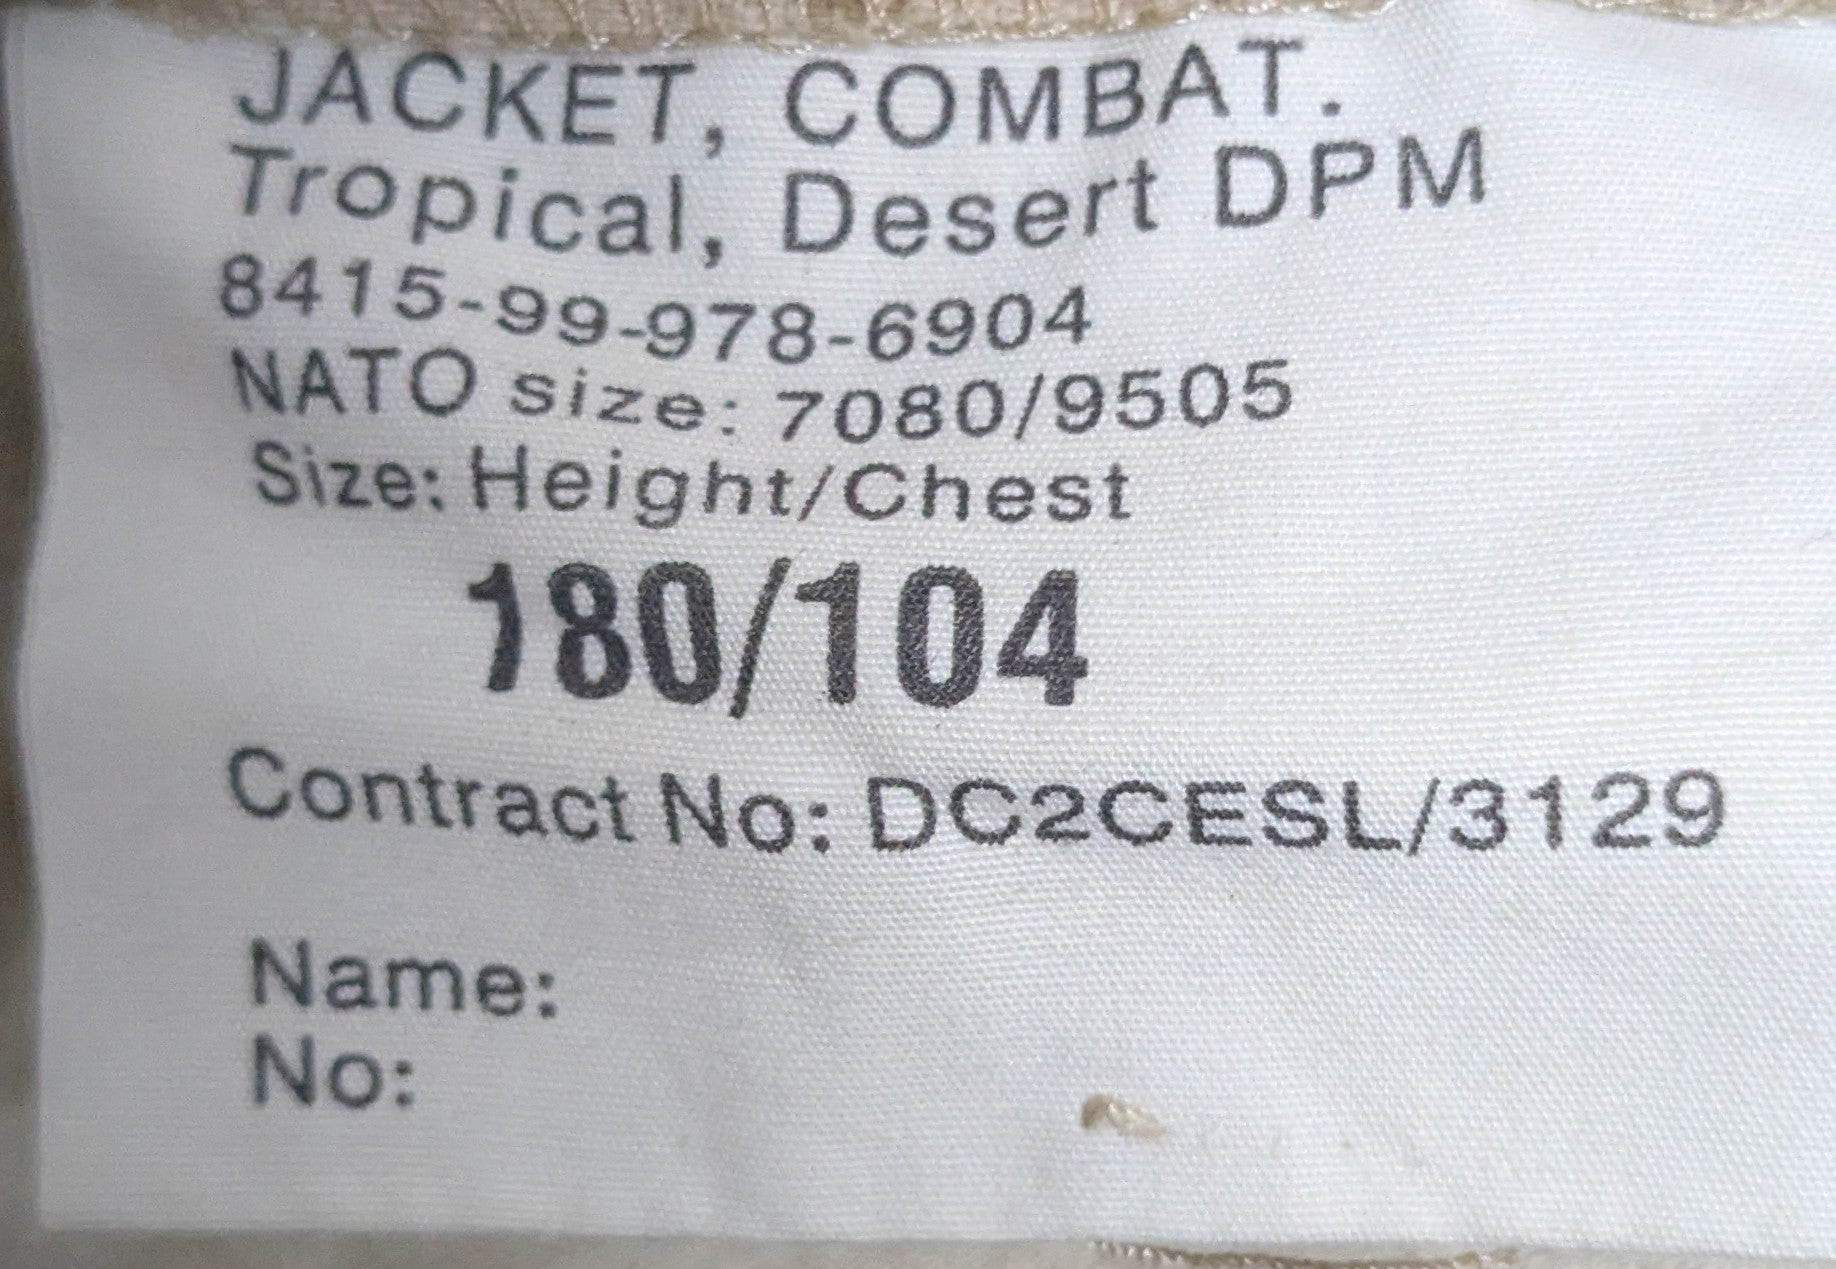 JACKET, COMBAT.
Tropical, Desert DPM
8415-99-978-6904
NATO size: 7080/9505
Size: Height/Chest
180/104
Contract No: DC2CESL/3129
Name:
No: